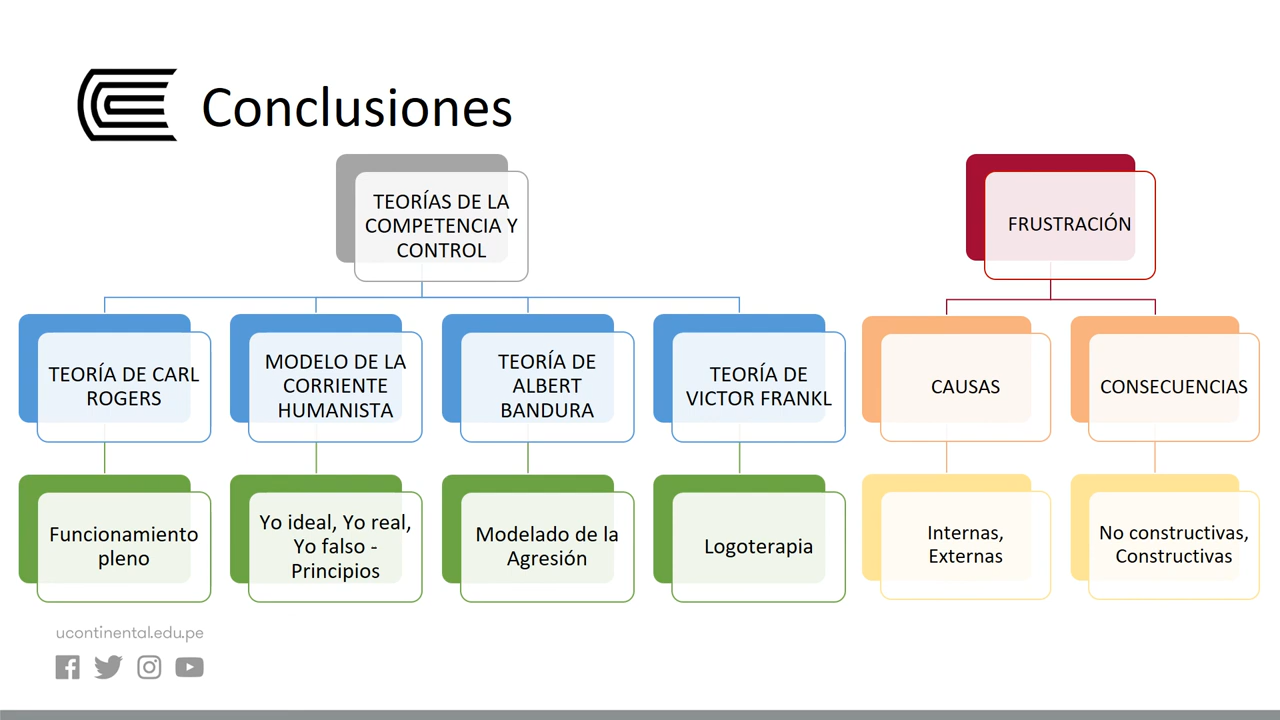 Conclusiones
TEORÍAS DE LA
COMPETENCIA Y
CONTROL
FRUSTRACIÓN
TEORÍA DE CARL
ROGERS
MODELO DE LA
CORRIENTE
HUMANISTA
TEORÍA DE
ALBERT
BANDURA
TEORÍA DE
VICTOR FRANKL
CAUSAS
CONSECUENCIAS
Funcionamiento
pleno
Yo ideal, Yo real,
Yo falso -
Principios
Modelado de la
Agresión
Logoterapia
Internas,
Externas
No constructivas,
Constructivas
ucontinental.edu.pe